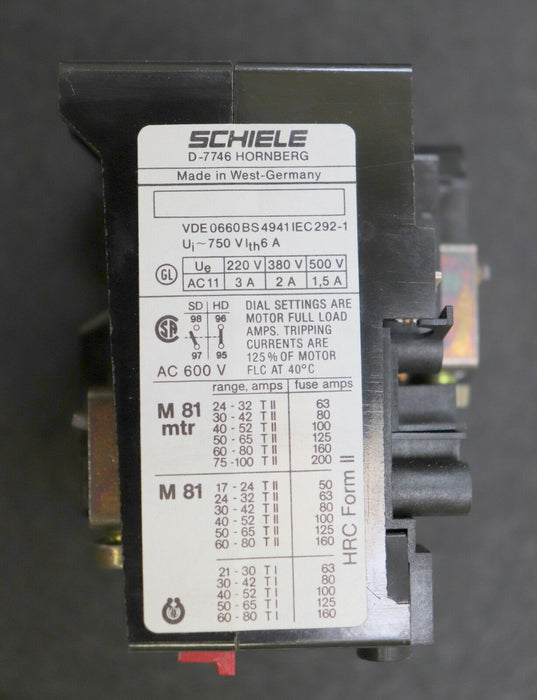 SCHIELE
D-7746 HORNBERG
Made in West-Germany
VDE 0660 BS 4941 IEC 292-1
Ui ~ 750 V Ith 6 A
GL
Ue 220 V 380 V 500 V
AC 11 3 A 2 A 1,5 A
SD HD
98 96
97 95
SA
AC 600 V
DIAL SETTINGS ARE
MOTOR FULL LOAD
AMPS. TRIPPING
CURRENTS ARE
125 % OF MOTOR
FLC AT 40°C
range, amps fuse amps
M 81
mtr
24 - 32 T II 63
30 - 42 T II 80
40 - 52 T II 100
50 - 65 T II 125
60 - 80 T II 160
75 - 100 T II 200
M 81
17 - 24 T II 50
24 - 32 T II 63
30 - 42 T II 80
40 - 52 T II 100
50 - 65 T II 125
60 - 80 T II 160
21 - 30 T I 63
30 - 42 T I 80
40 - 52 T I 100
50 - 65 T I 125
60 - 80 T I 160
HRC Form II